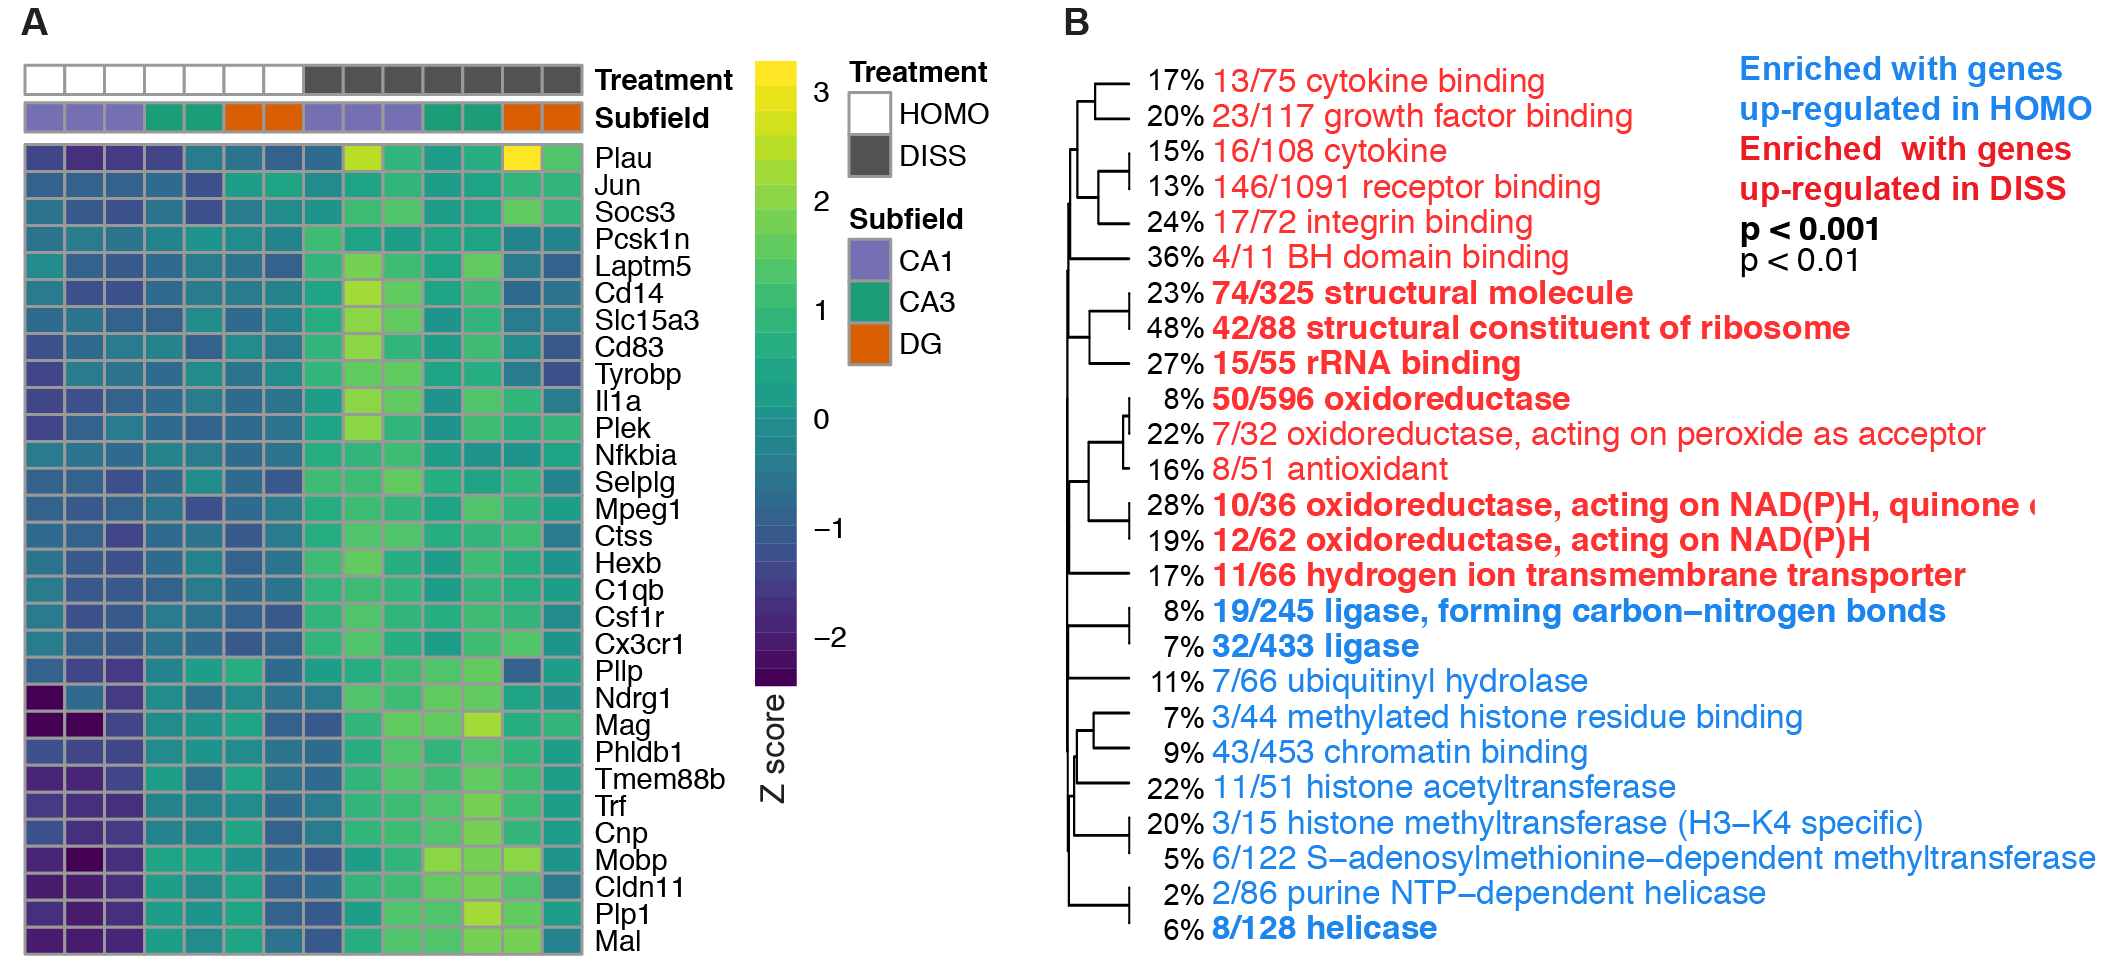 A
Treatment
Subfield
Plau
Jun
Socs3
Pcsk1n
Laptm5
Cd14
Slc15a3
Cd83
Tyrobp
Il1a
Plek
Nfkbia
Selplg
Mpeg1
Ctss
Hexb
C1qb
Csf1r
Cx3cr1
Pllp
Ndrg1
Mag
Phldb1
Tmem88b
Trf
Cnp
Mobp
Cldn11
Plp1
Mal
3
2
1
0
−1
−2
Z score
Treatment
HOMO
DISS
Subfield
CA1
CA3
DG
B
17% 13/75 cytokine binding
20% 23/117 growth factor binding
15% 16/108 cytokine
13% 146/1091 receptor binding
24% 17/72 integrin binding
36% 4/11 BH domain binding
23% 74/325 structural molecule
48% 42/88 structural constituent of ribosome
27% 15/55 rRNA binding
8% 50/596 oxidoreductase
22% 7/32 oxidoreductase, acting on peroxide as acceptor
16% 8/51 antioxidant
28% 10/36 oxidoreductase, acting on NAD(P)H, quinone
19% 12/62 oxidoreductase, acting on NAD(P)H
17% 11/66 hydrogen ion transmembrane transporter
8% 19/245 ligase, forming carbon−nitrogen bonds
7% 32/433 ligase
11% 7/66 ubiquitinyl hydrolase
7% 3/44 methylated histone residue binding
9% 43/453 chromatin binding
22% 11/51 histone acetyltransferase
20% 3/15 histone methyltransferase (H3−K4 specific)
5% 6/122 S−adenosylmethionine−dependent methyltransferase
2% 2/86 purine NTP−dependent helicase
6% 8/128 helicase
Enriched with genes
up-regulated in HOMO
Enriched with genes
up-regulated in DISS
p < 0.001
p < 0.01